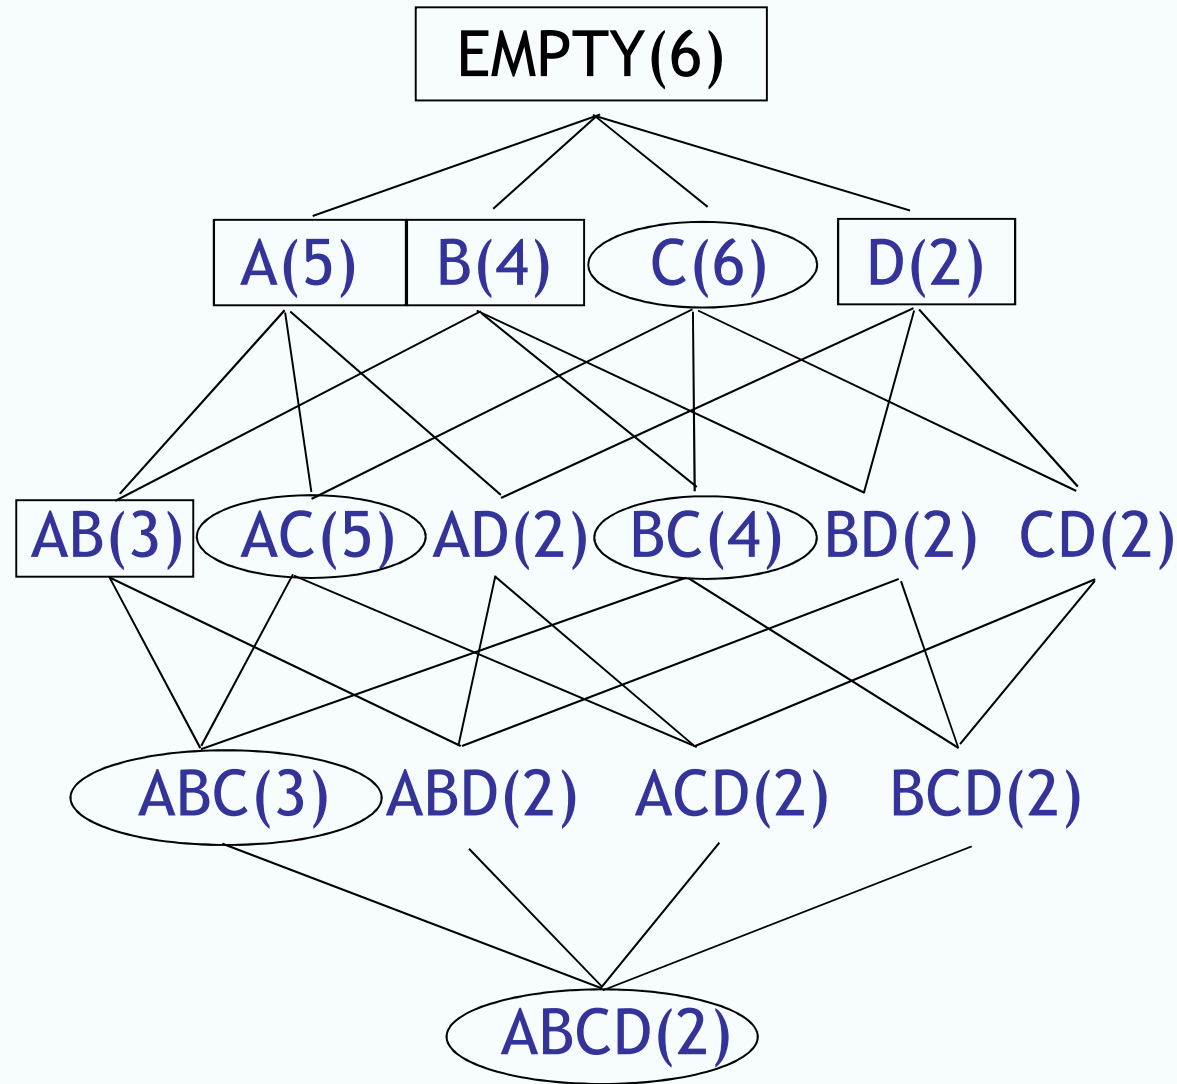 EMPTY(6)
A(5) B(4) C(6) D(2)
AB(3) AC(5) AD(2) BC(4) BD(2) CD(2)
ABC(3) ABD(2) ACD(2) BCD(2)
ABCD(2)